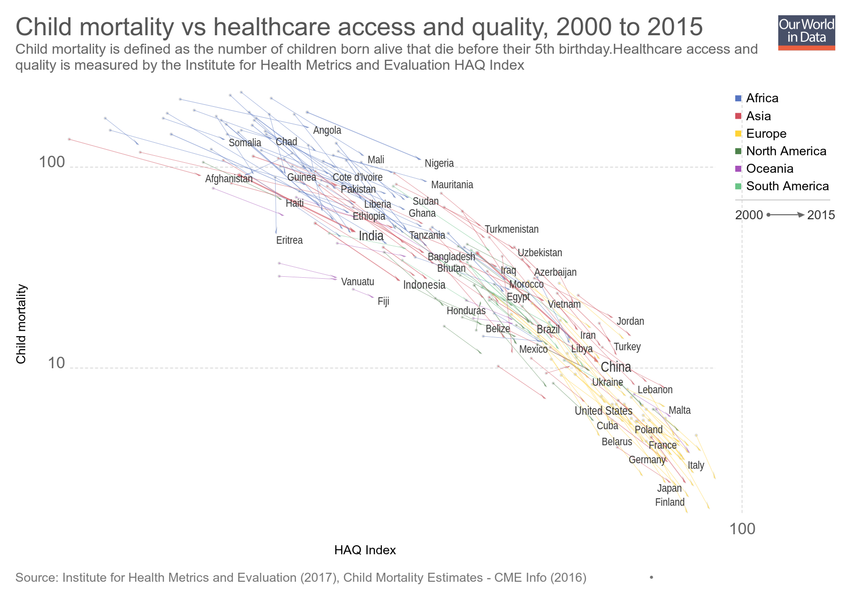 Child mortality vs healthcare access and quality, 2000 to 2015
Our World
in Data
Child mortality is defined as the number of children born alive that die before their 5th birthday.Healthcare access and
quality is measured by the Institute for Health Metrics and Evaluation HAQ Index
Africa
Asia
Europe
North America
Oceania
South America
2000 2015
Child mortality
100
10
Angola
Somalia
Chad
Mali
Nigeria
Afghanistan
Guinea
Cote d'Ivoire
Pakistan
Mauritania
Haiti
Liberia
Sudan
Ethiopia
Ghana
Eritrea
India
Tanzania
Turkmenistan
Bangladesh
Uzbekistan
Bhutan
Iraq
Azerbaijan
Vanuatu
Indonesia
Morocco
Fiji
Egypt
Vietnam
Honduras
Jordan
Belize
Brazil
Iran
Mexico
Libya
Turkey
China
Ukraine
Lebanon
United States
Malta
Cuba
Poland
Belarus
France
Germany
Italy
Japan
Finland
100
HAQ Index
Source: Institute for Health Metrics and Evaluation (2017), Child Mortality Estimates - CME Info (2016)
•